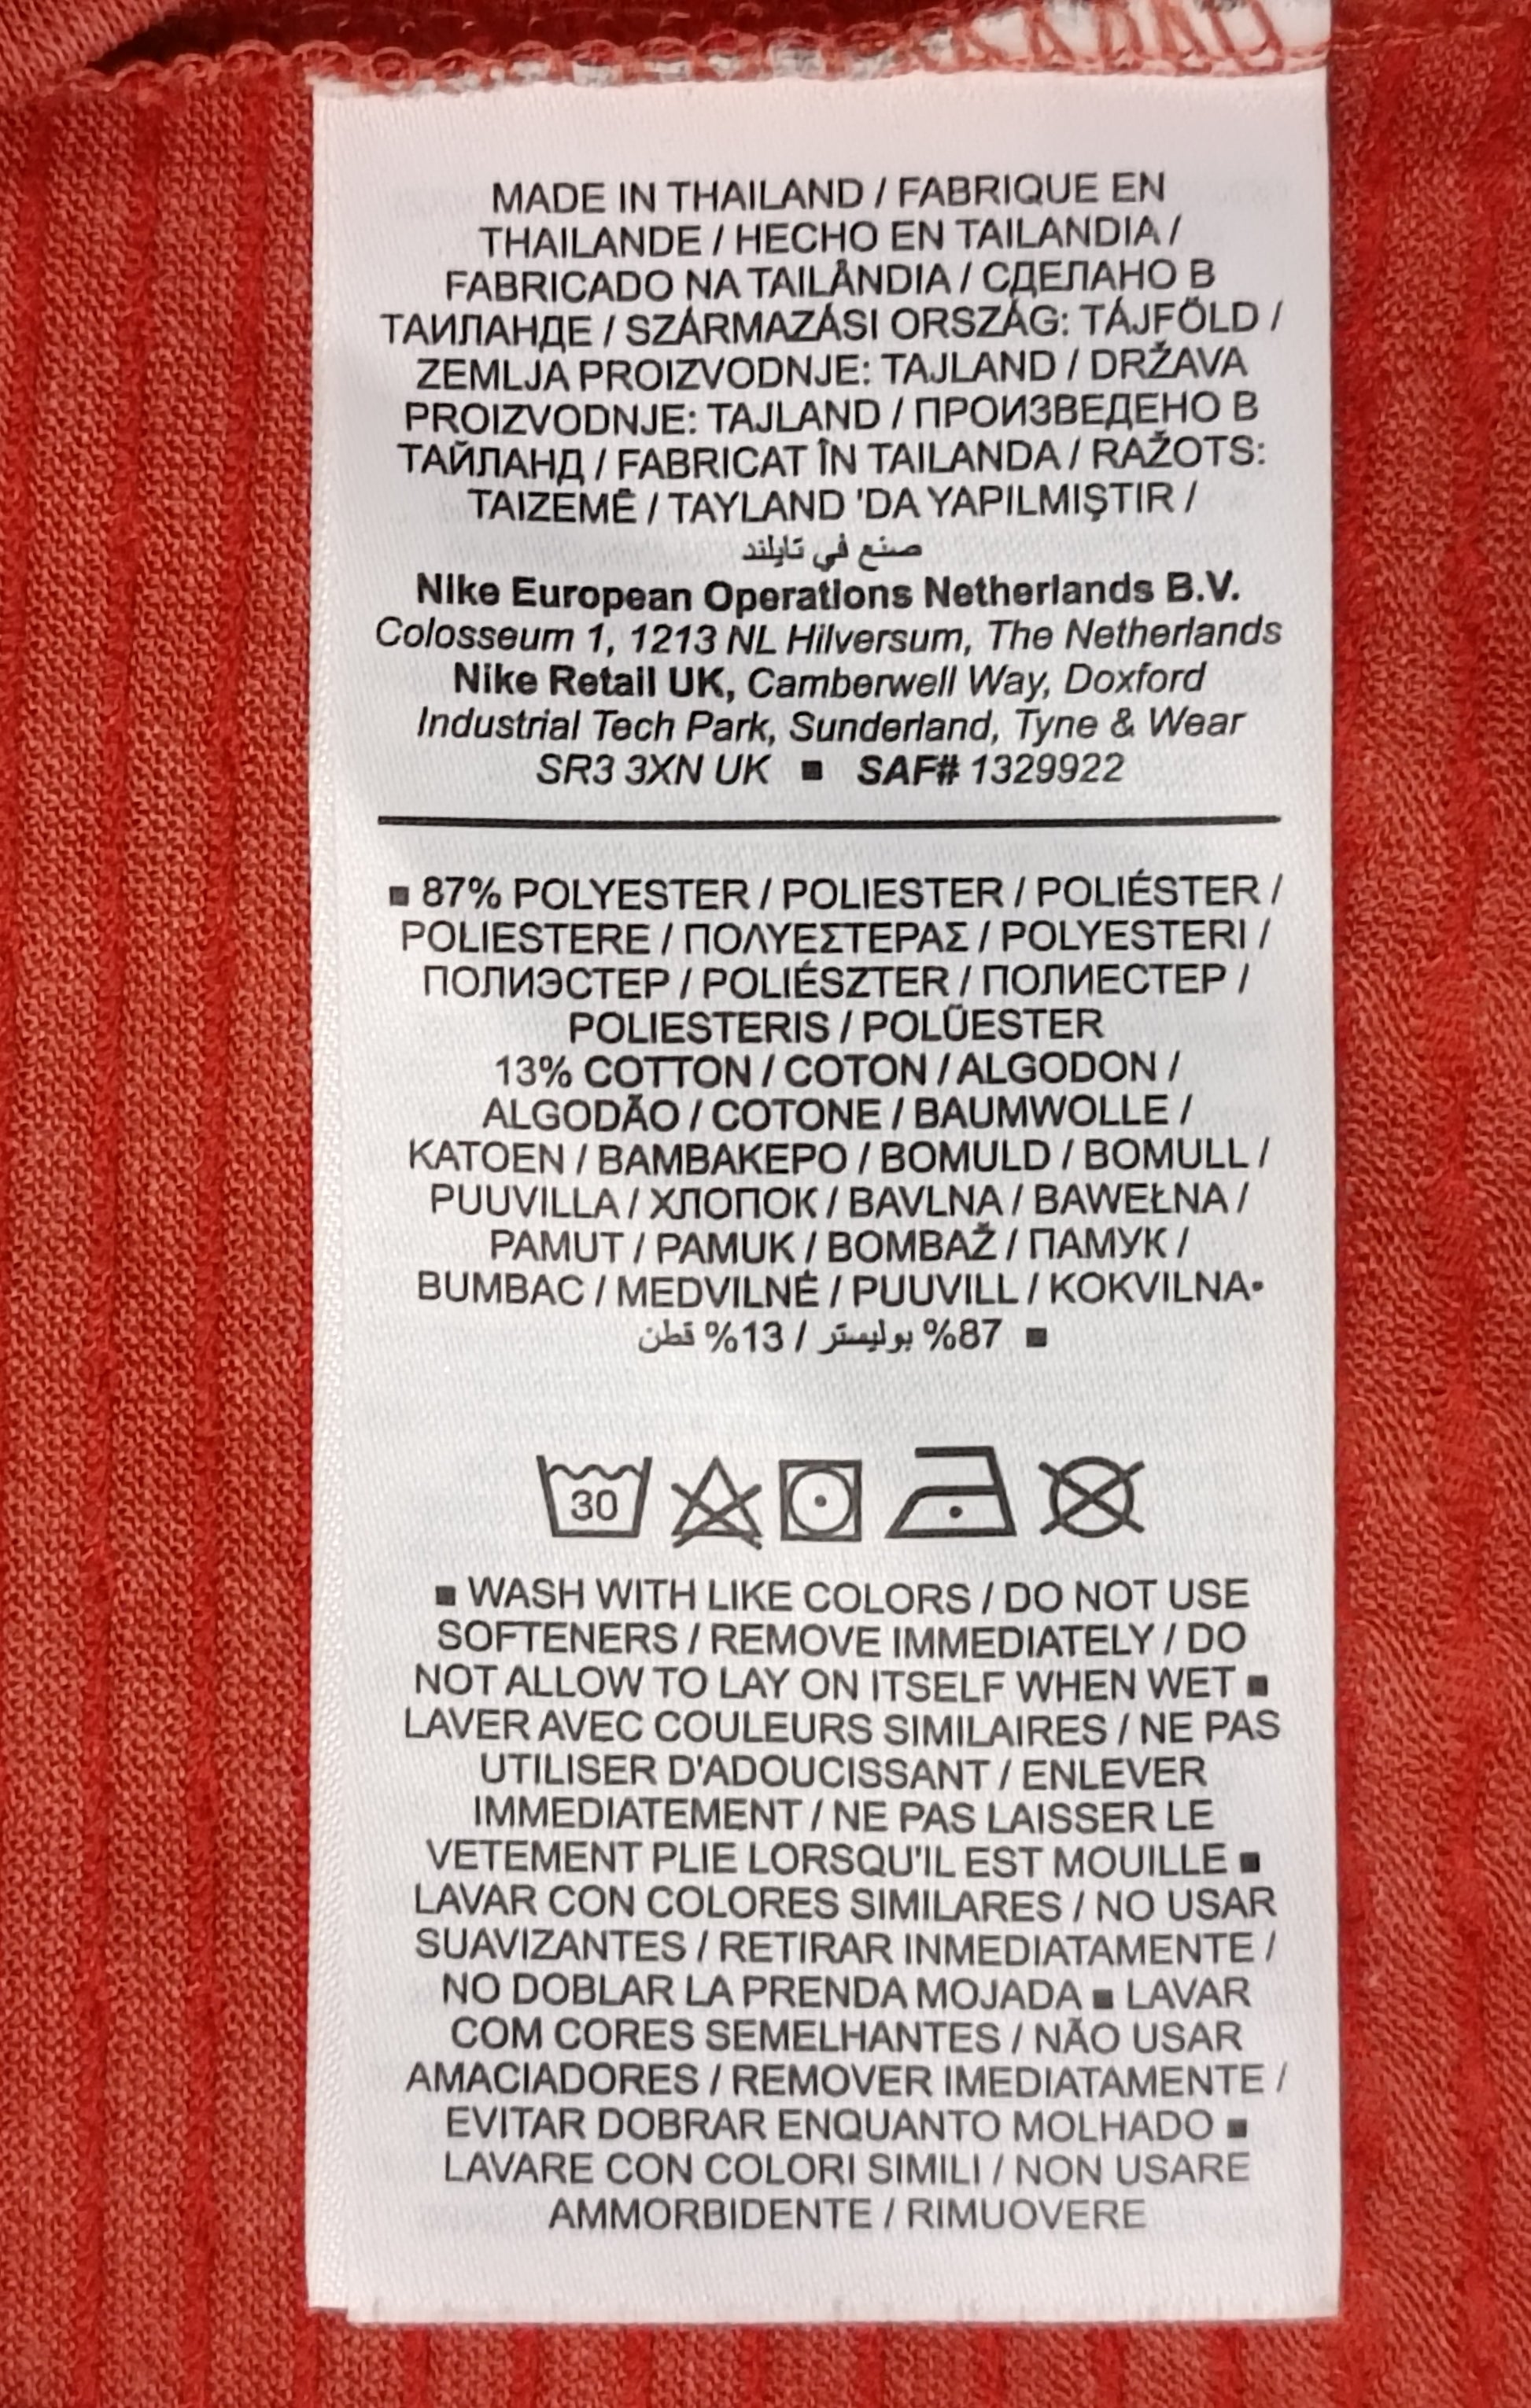 MADE IN THAILAND / FABRIQUE EN
THAILANDE / HECHO EN TAILANDIA /
FABRICADO NA TAILÂNDIA / СДЕЛАНО В
ТАИЛАНДЕ / SZÁRMAZÁSI ORSZÁG: TÁJFÖLD /
ZEMLJA PROIZVODNJE: TAJLAND / DRŽAVA
PROIZVODNJE: TAJLAND / ПРОИЗВЕДЕНО В
ТАЙЛАНД / FABRICAT ÎN TAILANDA / RAŽOTS:
TAIZEMĒ / TAYLAND 'DA YAPILMIŞTIR /
صنع في تايلند
Nike European Operations Netherlands B.V.
Colosseum 1, 1213 NL Hilversum, The Netherlands
Nike Retail UK, Camberwell Way, Doxford
Industrial Tech Park, Sunderland, Tyne & Wear
SR3 3XN UK ■ SAF# 1329922
■ 87% POLYESTER / POLIESTER / POLIÉSTER /
POLIESTERE / ΠΟΛΥΕΣΤΕΡΑΣ / POLYESTERI /
ПОЛИЭСТЕР / POLIÉSZTER / ПОЛИЕСТЕР /
POLIESTERIS / POLÜESTER
13% COTTON / COTON / ALGODON /
ALGODÃO / COTONE / BAUMWOLLE /
KATOEN / ΒΑΜΒΑΚΕΡΟ / BOMULD / BOMULL /
PUUVILLA / ХЛОПОК / BAVLNA / BAWEŁNA /
PAMUT / PAMUK / BOMBAŽ / ПАМУК /
BUMBAC / MEDVILNĖ / PUUVILL / KOKVILNA•
■ 87% بوليستر / 13% قطن
30
■ WASH WITH LIKE COLORS / DO NOT USE
SOFTENERS / REMOVE IMMEDIATELY / DO
NOT ALLOW TO LAY ON ITSELF WHEN WET ■
LAVER AVEC COULEURS SIMILAIRES / NE PAS
UTILISER D'ADOUCISSANT / ENLEVER
IMMEDIATEMENT / NE PAS LAISSER LE
VETEMENT PLIE LORSQU'IL EST MOUILLE ■
LAVAR CON COLORES SIMILARES / NO USAR
SUAVIZANTES / RETIRAR INMEDIATAMENTE /
NO DOBLAR LA PRENDA MOJADA ■ LAVAR
COM CORES SEMELHANTES / NÃO USAR
AMACIADORES / REMOVER IMEDIATAMENTE /
EVITAR DOBRAR ENQUANTO MOLHADO ■
LAVARE CON COLORI SIMILI / NON USARE
AMMORBIDENTE / RIMUOVERE